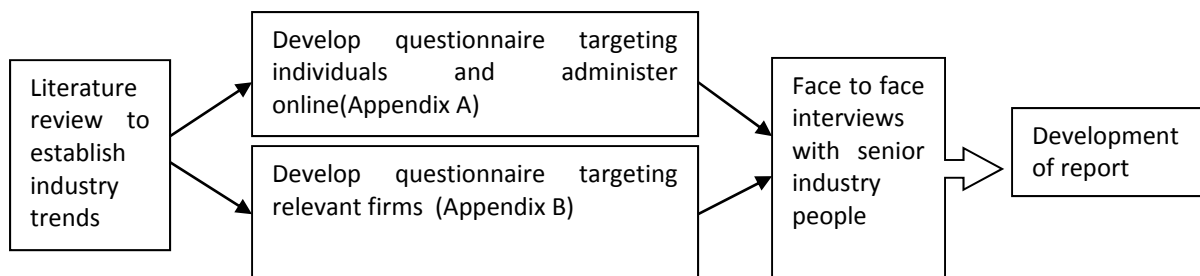 Literature
review to
establish
industry
trends
Develop questionnaire targeting
individuals and administer
online(Appendix A)
Develop questionnaire targeting
relevant firms (Appendix B)
Face to face
interviews
with senior
industry
people
Development
of report